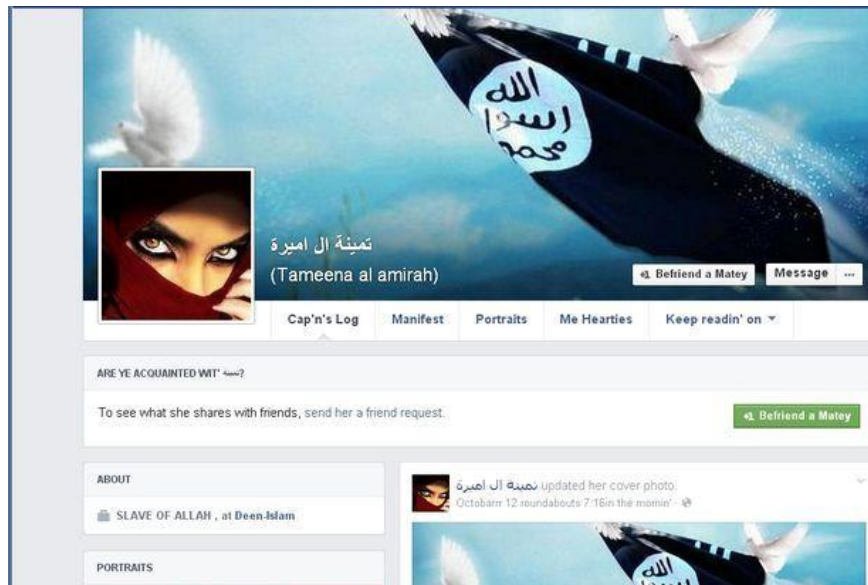 الله
رسول
محمد
تمينة ال اميرة
(Tameena al amirah)
Befriend a Matey
Message
...
Cap'n's Log
Manifest
Portraits
Me Hearties
Keep readin' on
ARE YE ACQUAINTED WIT' تمينة?
To see what she shares with friends, send her a friend request.
Befriend a Matey
ABOUT
SLAVE OF ALLAH , at Deen-Islam
تمينة ال اميرة updated her cover photo.
Octobarrr 12 roundabouts 7:16in the mornin' ·
PORTRAITS
الله